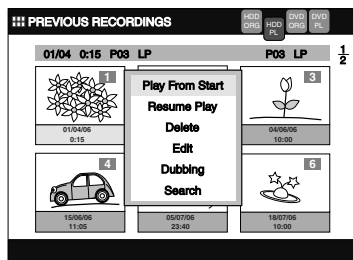 PREVIOUS RECORDINGS
HDD ORG
HDD PL
DVD ORG
DVD PL
01/04 0:15 P03 LP P03 LP
1/2
1
01/04/06
0:15
Play From Start
Resume Play
Delete
Edit
Dubbing
Search
3
04/06/06
10:00
4
15/06/06
11:05
05/07/06
23:40
6
18/07/06
10:00